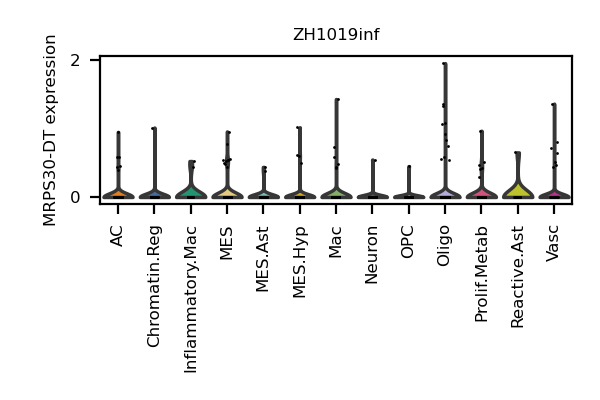 ZH1019inf
MRPS30-DT expression
2
0
AC
Chromatin.Reg
Inflammatory.Mac
MES
MES.Ast
MES.Hyp
Mac
Neuron
OPC
Oligo
Prolif.Metab
Reactive.Ast
Vasc